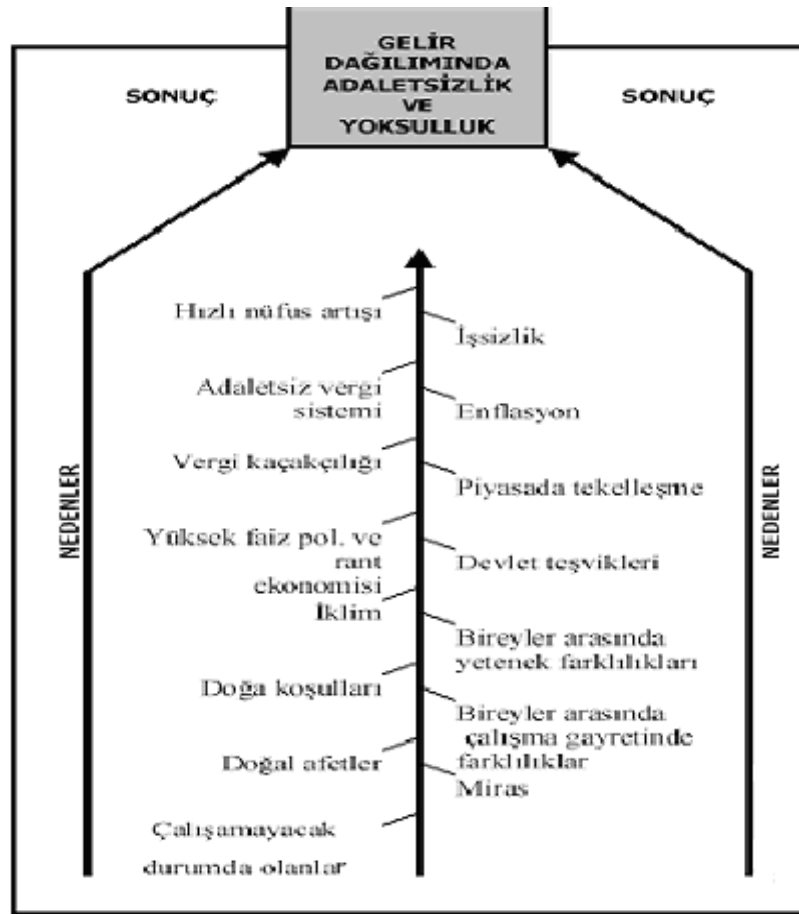 GELİR
DAĞILIMINDA
ADALETSİZLİK
VE
YOKSULLUK
SONUÇ
SONUÇ
NEDENLER
Hızlı nüfus artışı
Adaletsiz vergi
sistemi
Vergi kaçakçılığı
Yüksek faiz pol. ve
rant
ekonomisi
İklim
Doğa koşulları
Doğal afetler
Çalışamayacak
durumda olanlar
İşsizlik
Enflasyon
Piyasada tekelleşme
Devlet teşvikleri
Bireyler arasında
yetenek farklılıkları
Bireyler arasında
çalışma gayretinde
farklılıklar
Miras
NEDENLER